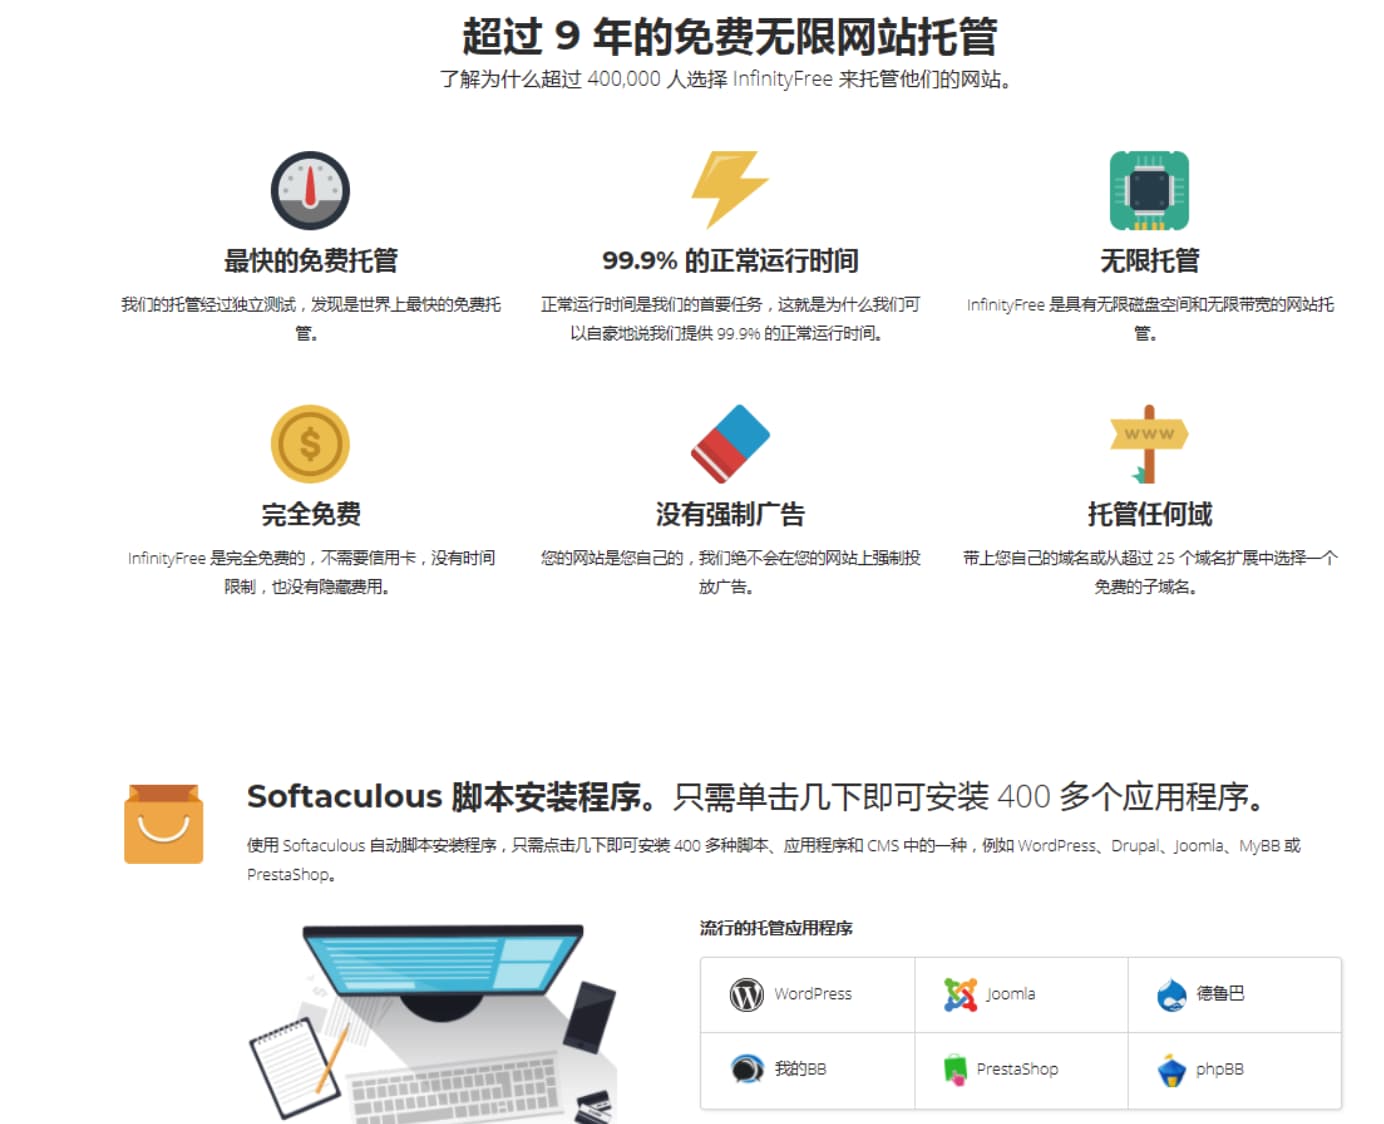 超过 9 年的免费无限网站托管
了解为什么超过 400,000 人选择 InfinityFree 来托管他们的网站。
最快的免费托管
我们的托管经过独立测试，发现是世界上最快的免费托
管。
99.9% 的正常运行时间
正常运行时间是我们的首要任务，这就是为什么我们可
以自豪地说我们提供 99.9% 的正常运行时间。
无限托管
InfinityFree 是具有无限磁盘空间和无限带宽的网站托
管。
$
完全免费
InfinityFree 是完全免费的，不需要信用卡，没有时间
限制，也没有隐藏费用。
没有强制广告
您的网站是您自己的，我们绝不会在您的网站上强制投
放广告。
WWW
托管任何域
带上您自己的域名或从超过 25 个域名扩展中选择一个
免费的子域名。
Softaculous 脚本安装程序。只需单击几下即可安装 400 多个应用程序。
使用 Softaculous 自动脚本安装程序，只需点击几下即可安装 400 多种脚本、应用程序和 CMS 中的一种，例如 WordPress、Drupal、Joomla、MyBB 或
PrestaShop。
流行的托管应用程序
WordPress
Joomla
德鲁巴
我的BB
PrestaShop
phpBB